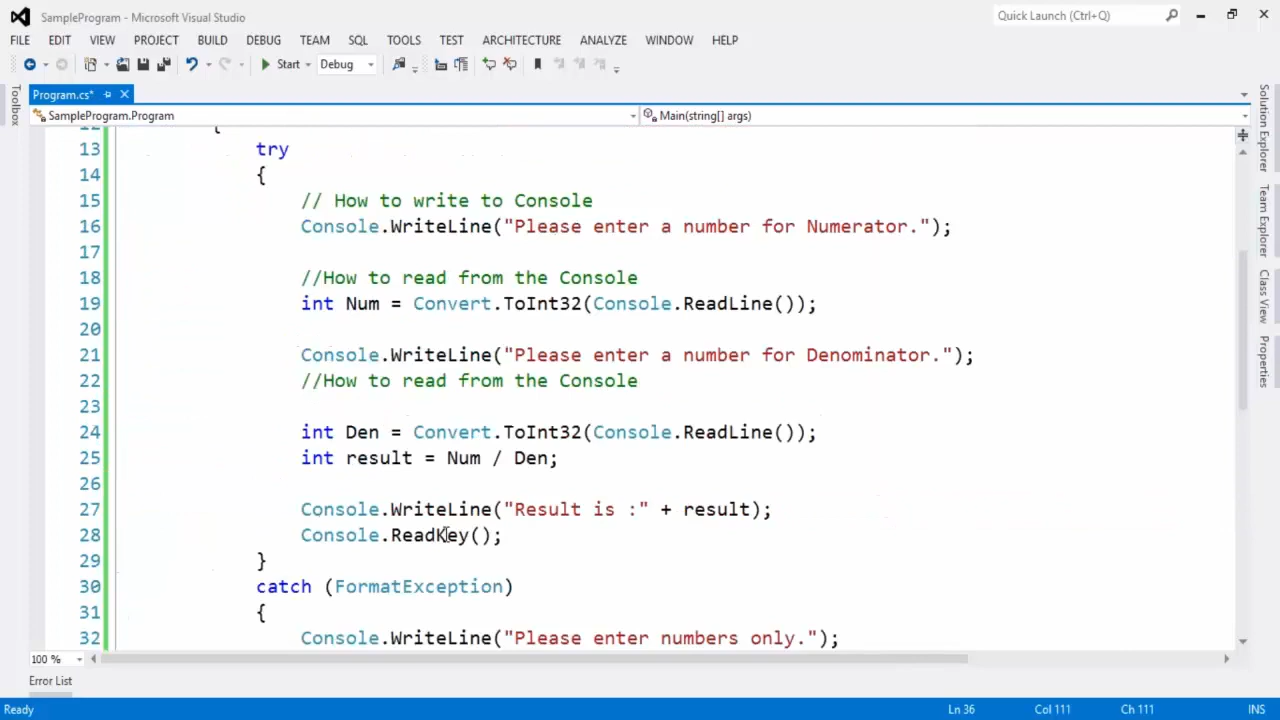 SampleProgram - Microsoft Visual Studio
Quick Launch (Ctrl+Q)
FILE EDIT VIEW PROJECT BUILD DEBUG TEAM SQL TOOLS TEST ARCHITECTURE ANALYZE WINDOW HELP
Start Debug
Program.cs*
SampleProgram.Program Main(string[] args)
Toolbox
12 {
13 try
14 {
15 // How to write to Console
16 Console.WriteLine("Please enter a number for Numerator.");
17
18 //How to read from the Console
19 int Num = Convert.ToInt32(Console.ReadLine());
20
21 Console.WriteLine("Please enter a number for Denominator.");
22 //How to read from the Console
23
24 int Den = Convert.ToInt32(Console.ReadLine());
25 int result = Num / Den;
26
27 Console.WriteLine("Result is :" + result);
28 Console.ReadKey();
29 }
30 catch (FormatException)
31 {
32 Console.WriteLine("Please enter numbers only.");
Solution Explorer
Team Explorer
Class View
Properties
100 %
Error List
Ready Ln 36 Col 111 Ch 111 INS